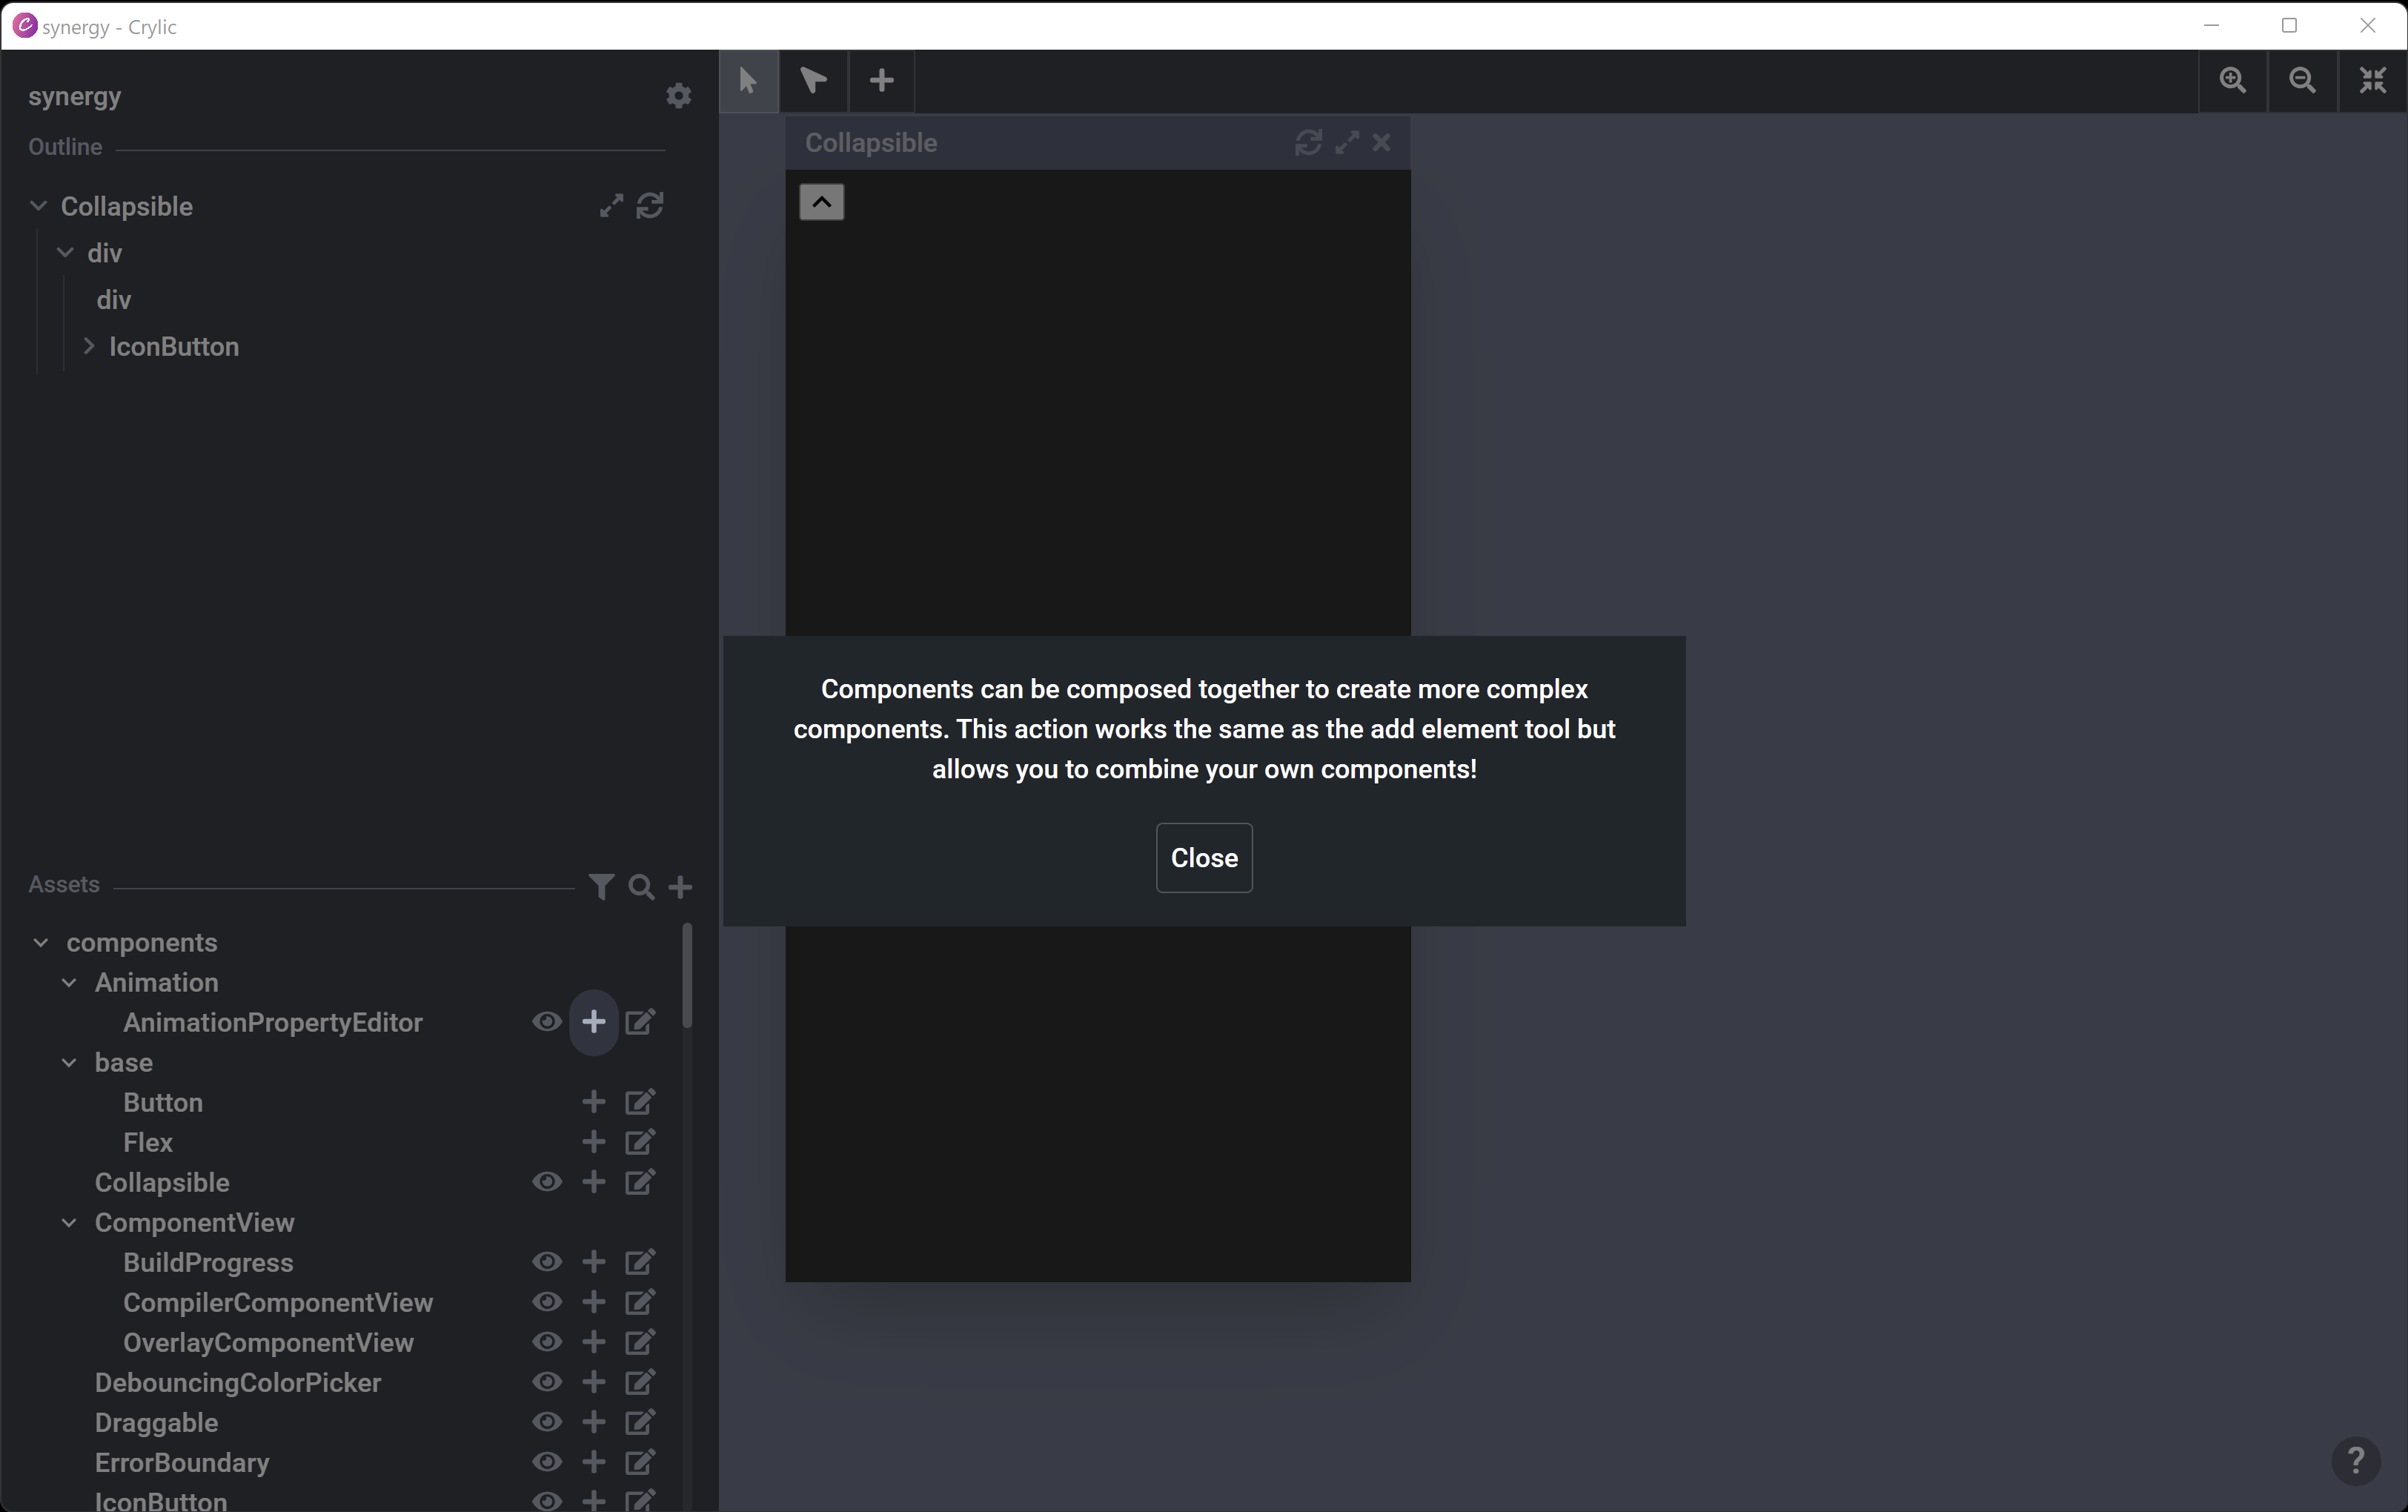 synergy - Crylic
synergy
Outline
Collapsible
div
div
IconButton
Collapsible
Components can be composed together to create more complex
components. This action works the same as the add element tool but
allows you to combine your own components!
Close
Assets
components
Animation
AnimationPropertyEditor
base
Button
Flex
Collapsible
ComponentView
BuildProgress
CompilerComponentView
OverlayComponentView
DebouncingColorPicker
Draggable
ErrorBoundary
IconButton
?